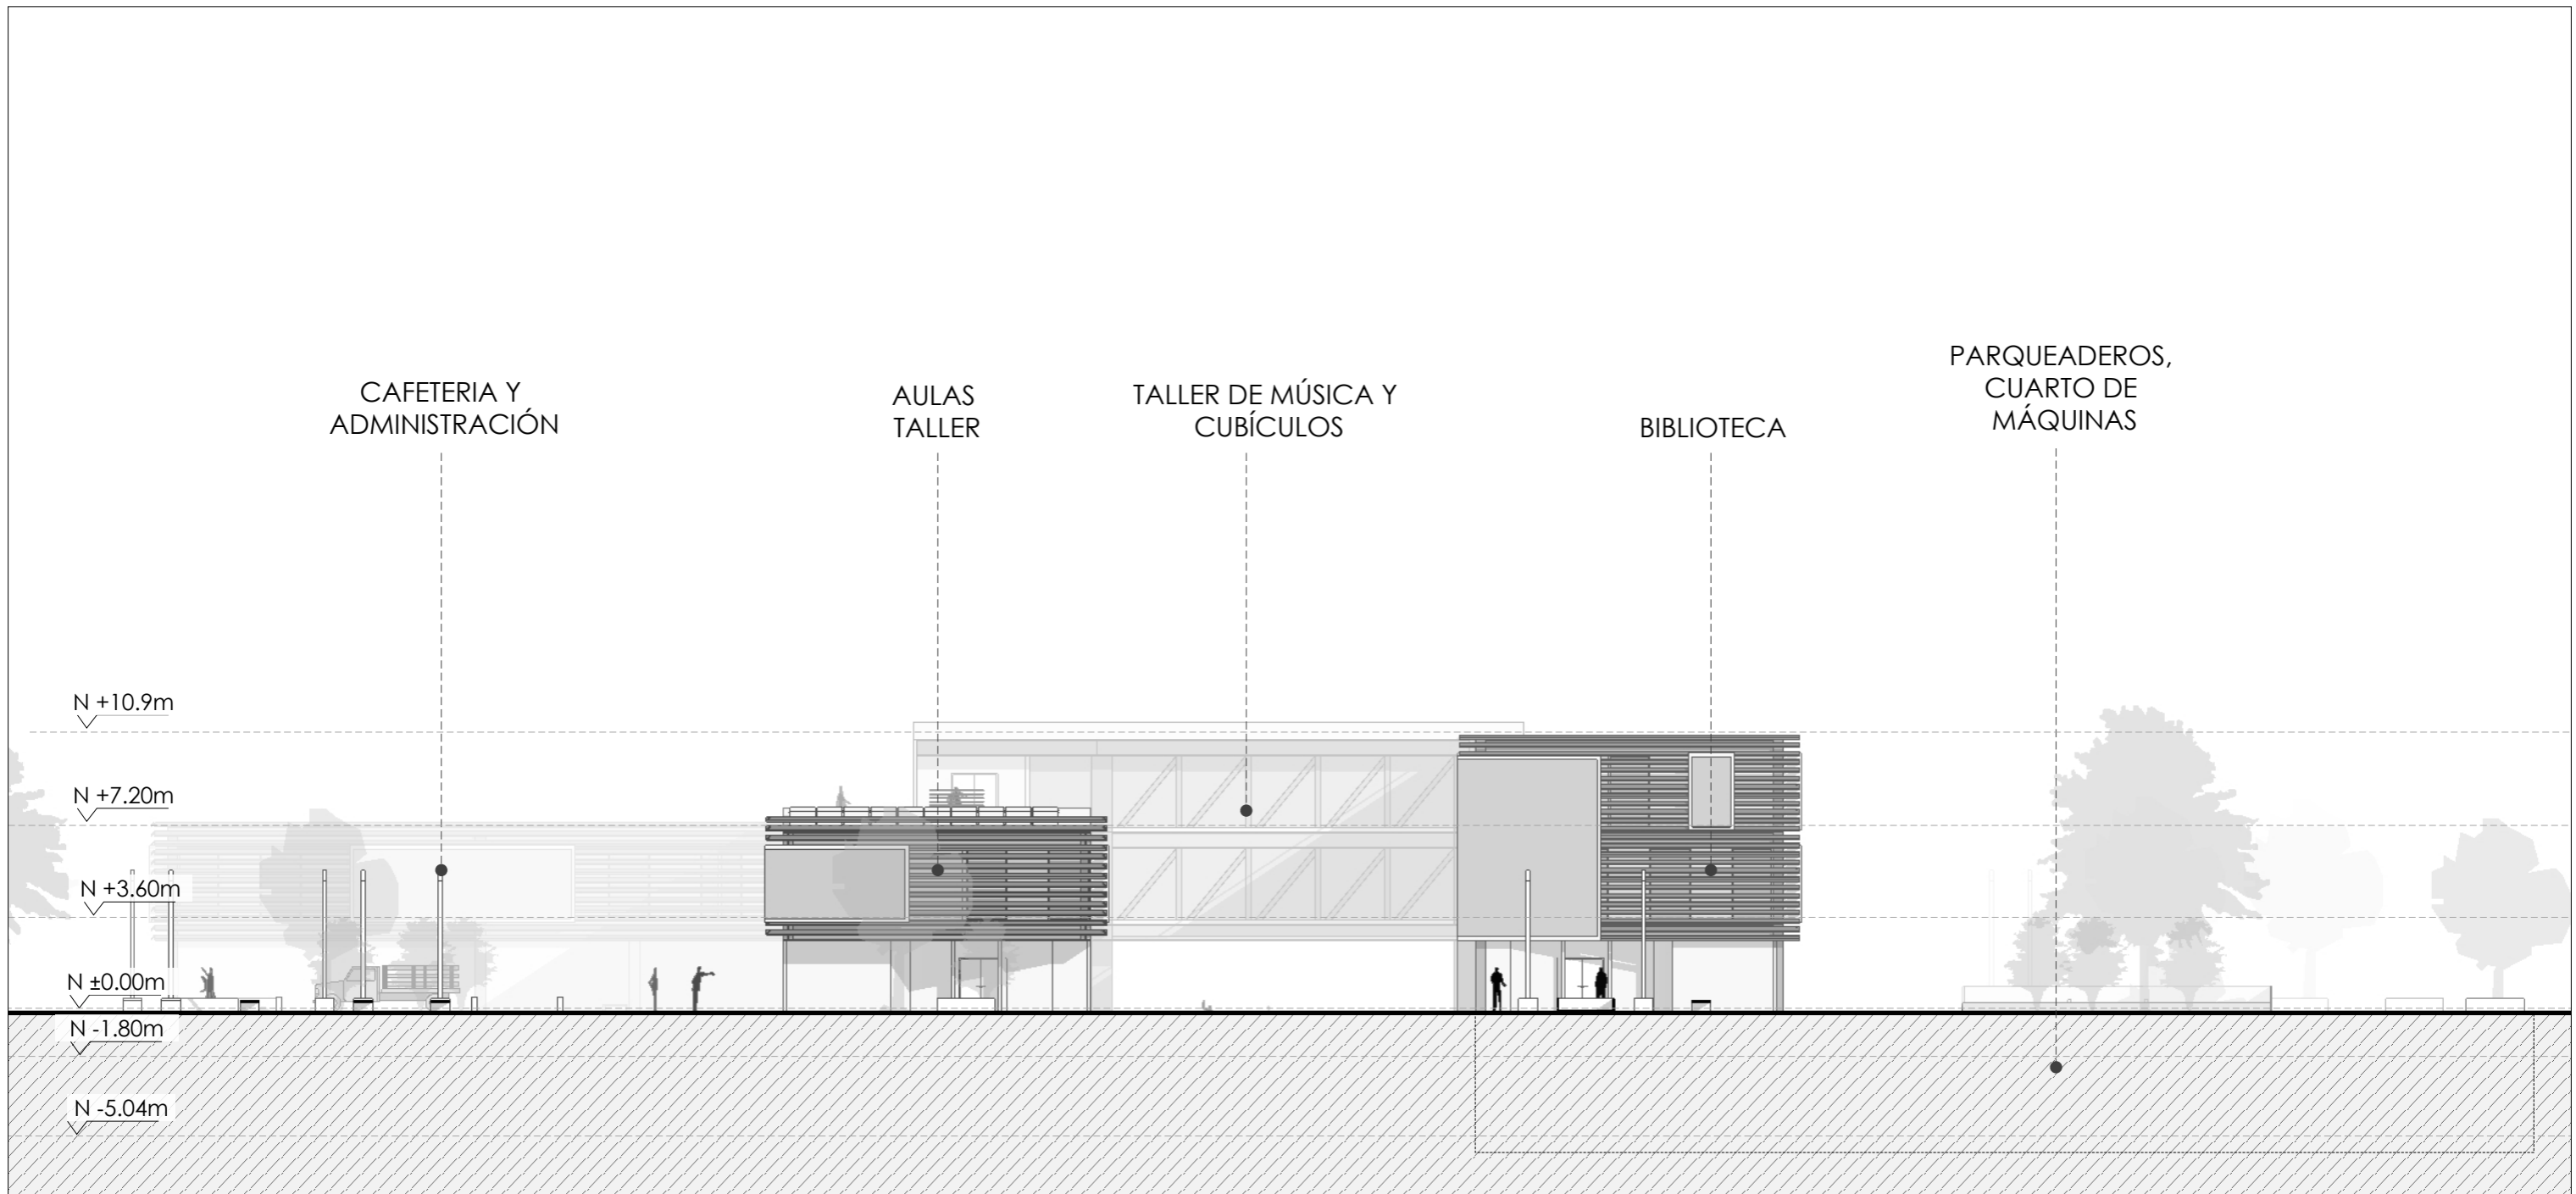 PARQUEADEROS,
CUARTO DE
MÁQUINAS
CAFETERIA Y
ADMINISTRACIÓN
AULAS
TALLER
TALLER DE MÚSICA Y
CUBÍCULOS
BIBLIOTECA
N +10.9m
N +7.20m
N +3.60m
N ±0.00m
N -1.80m
N -5.04m